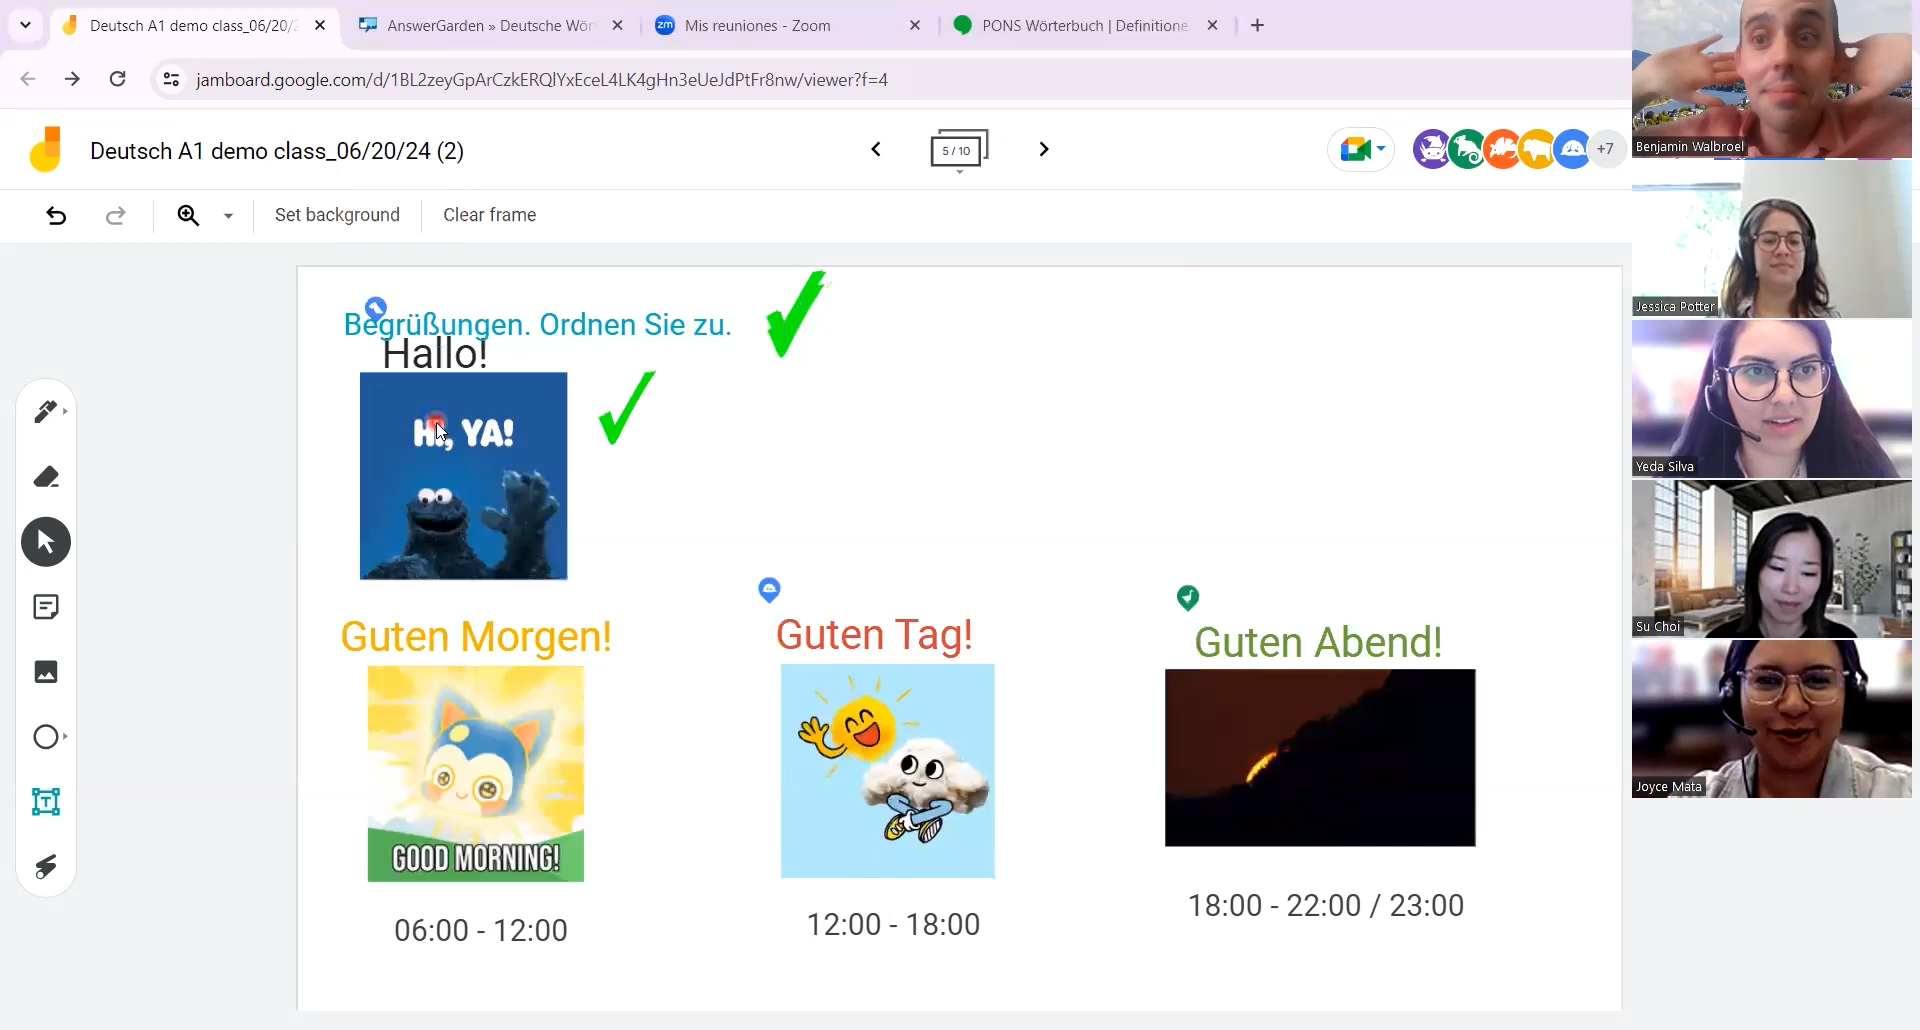 Deutsch A1 demo class_06/20/2
AnswerGarden » Deutsche Wör
zm
Mis reuniones - Zoom
PONS Wörterbuch | Definitione
jamboard.google.com/d/1BL2zeyGpArCzkERQlYxEceL4LK4gHn3eUeJdPtFr8nw/viewer?f=4
Deutsch A1 demo class_06/20/24 (2)
5 / 10
+7
Set background
Clear frame
Begrüßungen. Ordnen Sie zu.
Hallo!
HI, YA!
Guten Morgen!
Guten Tag!
Guten Abend!
GOOD MORNING!
06:00 - 12:00
12:00 - 18:00
18:00 - 22:00 / 23:00
Benjamin Walbroel
Jessica Potter
Yeda Silva
Su Choi
Joyce Mata